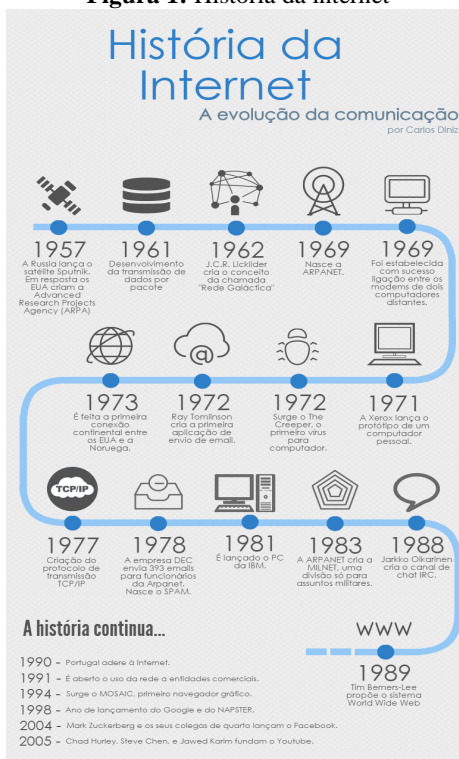 Figura 1: História da internet
História da
Internet
A evolução da comunicação
por Carlos Diniz
1957
A Russia lança o
satélite Sputnik.
Em resposta os
EUA criam a
Advanced
Research Projects
Agency (ARPA)
1961
Desenvolvimento
da transmissão de
dados por
pacote
1962
J.C.R. Licklider
cria o conceito
da chamada
"Rede Galáctica"
1969
Nasce a
ARPANET.
1969
Foi estabelecida
com sucesso
ligação entre os
modems de dois
computadores
distantes.
1971
A Xerox lança o
protótipo de um
computador
pessoal.
1972
Surge o The
Creeper, o
primeiro vírus
para
computador.
@
1972
Ray Tomlinson
cria a primeira
aplicação de
envio de email.
1973
É feita a primeira
conexão
continental entre
os EUA e a
Noruega.
TCP/IP
1977
Criação do
protocolo de
transmissão
TCP/IP
1978
A empresa DEC
envia 393 emails
para funcionários
da Arpanet.
Nasce o SPAM.
1981
É lançado o PC
da IBM.
1983
A ARPANET cria a
MILNET, uma
divisão só para
assuntos militares.
1988
Jarkko Oikarinen
cria o canal de
chat IRC.
www
1989
Tim Berners-Lee
propõe o sistema
World Wide Web
A história continua...
1990 - Portugal adere à Internet.
1991 - É aberto o uso da rede a entidades comerciais.
1994 - Surge o MOSAIC, primeiro navegador gráfico.
1998 - Ano de lançamento do Google e do NAPSTER.
2004 - Mark Zuckerberg e os seus colegas de quarto lançam o Facebook.
2005 - Chad Hurley, Steve Chen, e Jawed Karim fundam o Youtube.